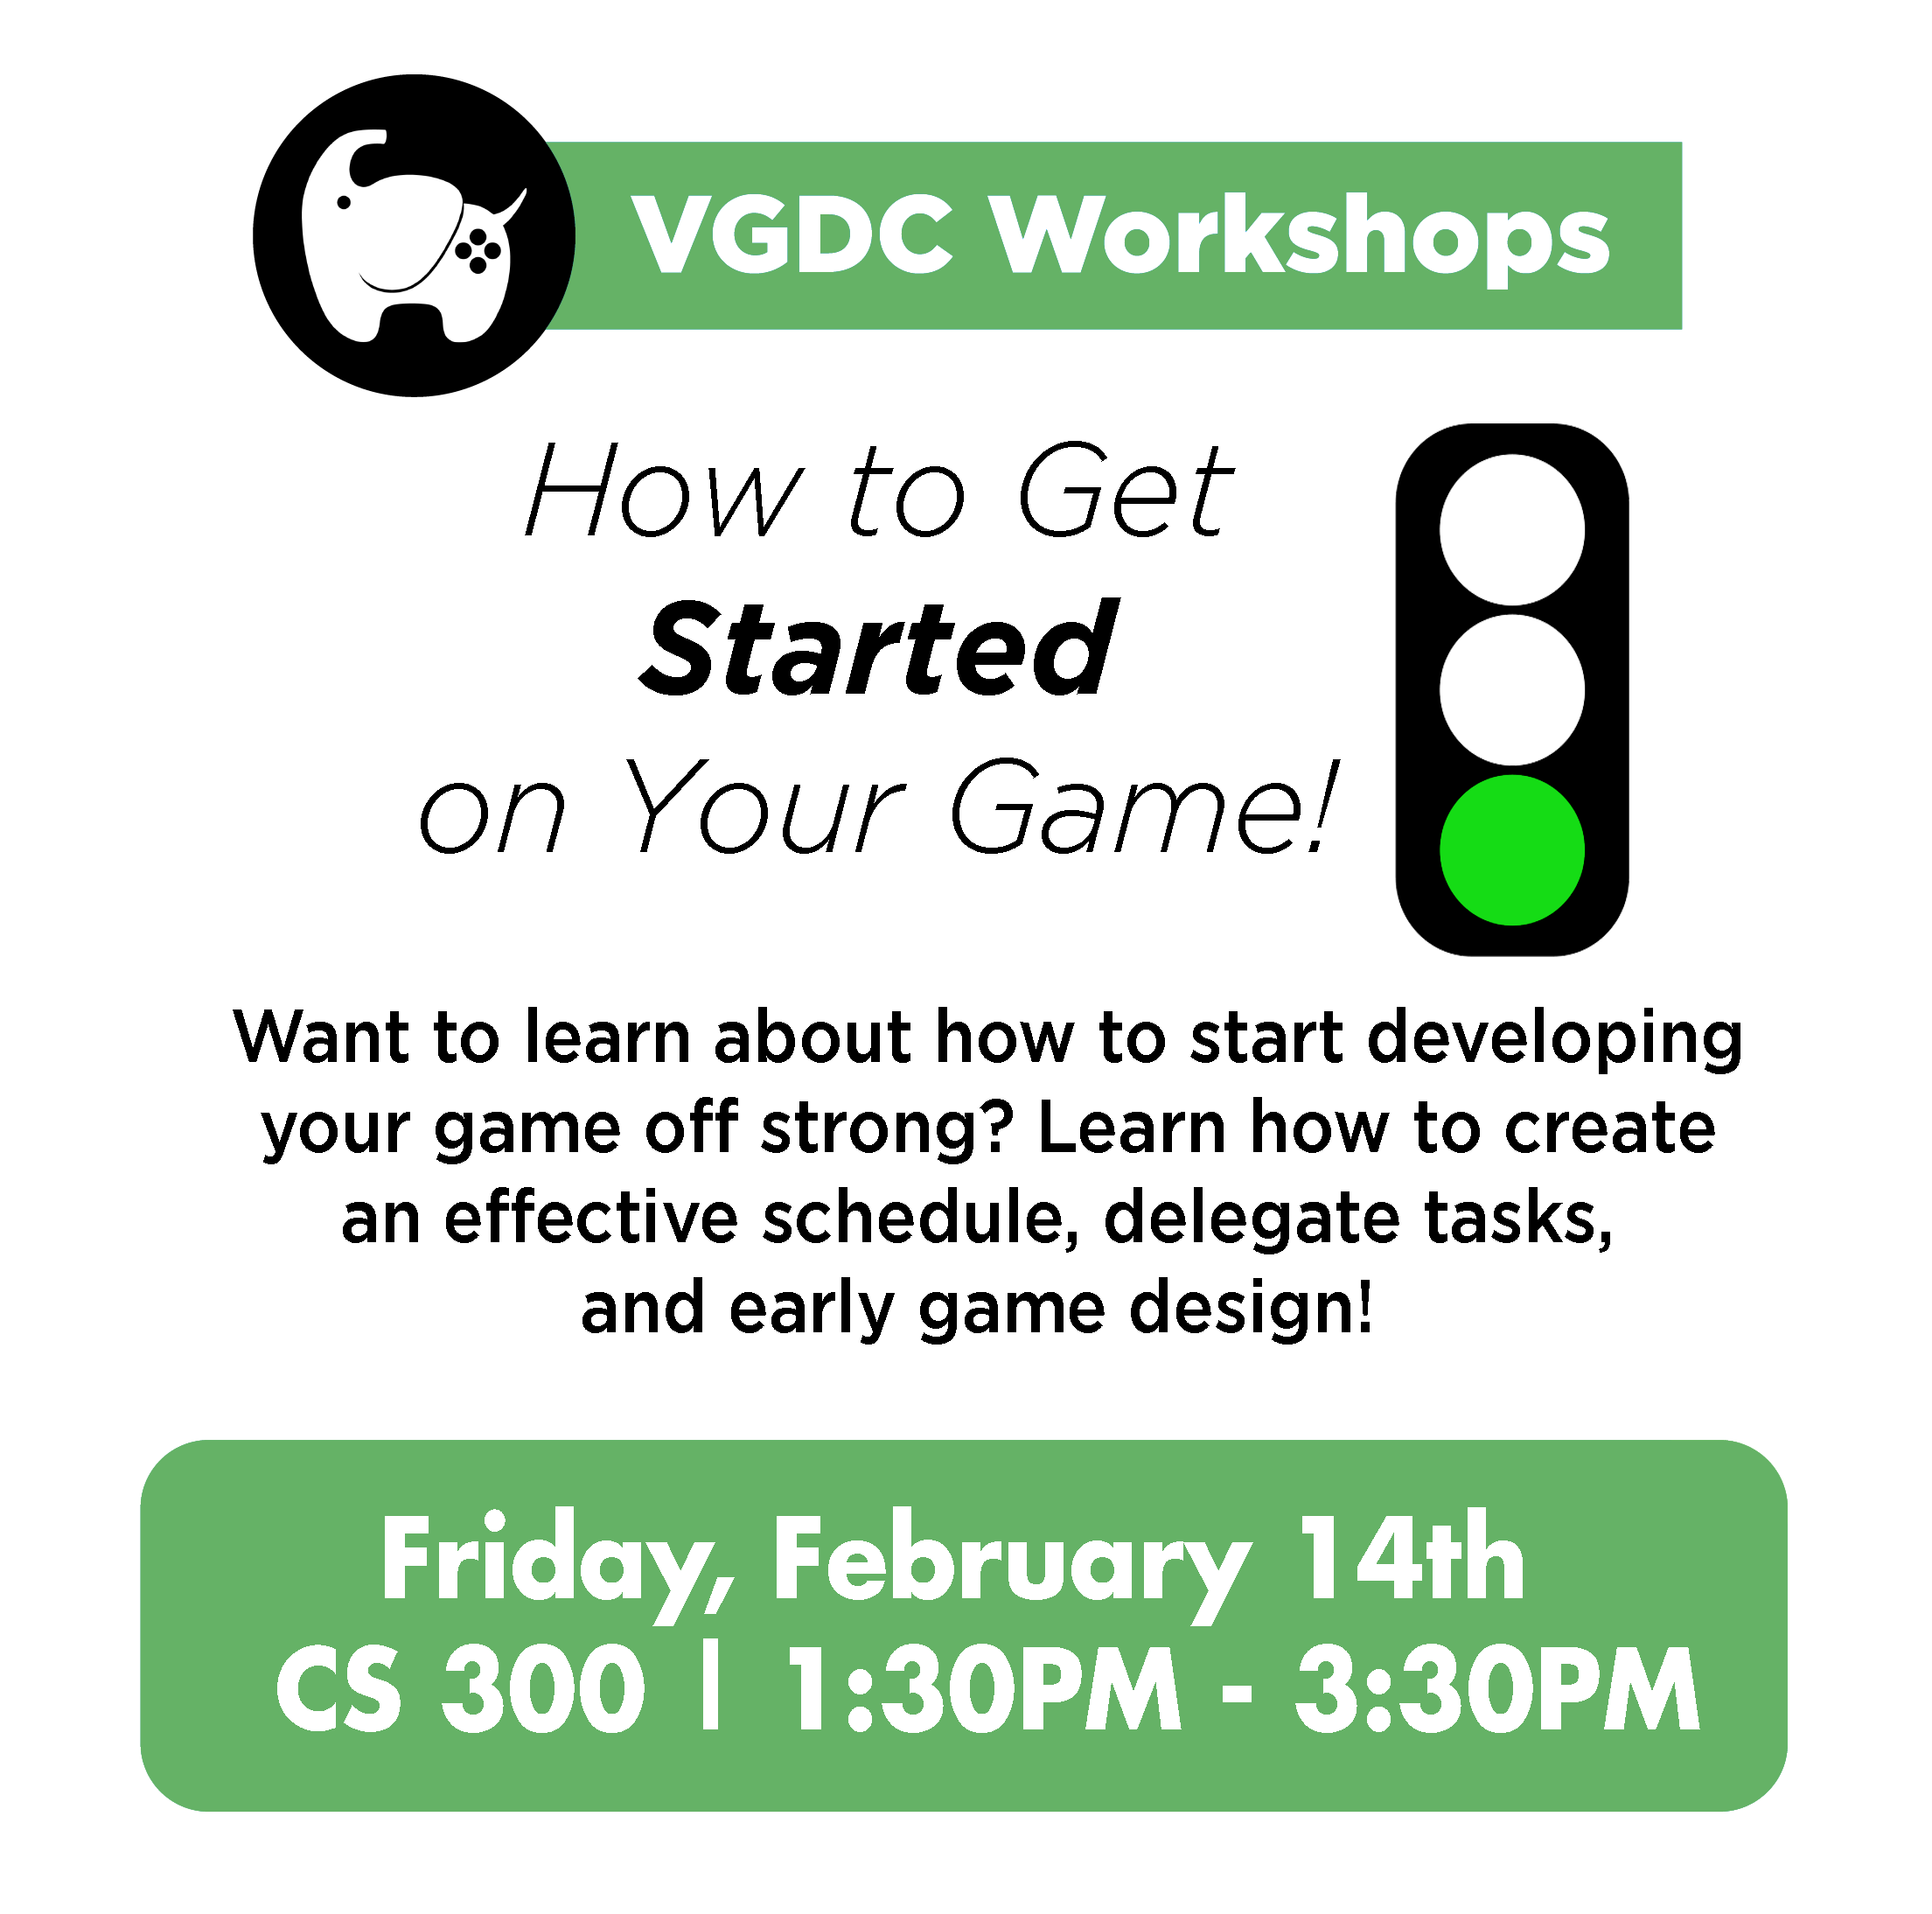 VGDC Workshops
How to Get
Started
on Your Game!
Want to learn about how to start developing
your game off strong? Learn how to create
an effective schedule, delegate tasks,
and early game design!
Friday, February 14th
CS 300 | 1:30PM - 3:30PM